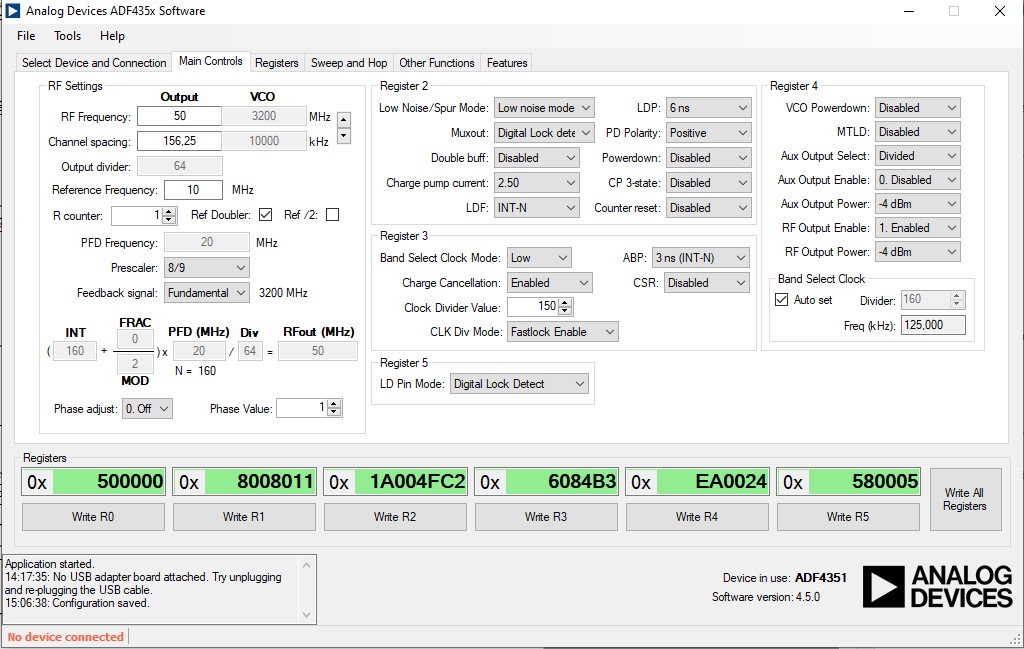 Analog Devices ADF435x Software
File Tools Help
Select Device and Connection Main Controls Registers Sweep and Hop Other Functions Features
RF Settings
Output VCO
RF Frequency: 50 3200 MHz
Channel spacing: 156,25 10000 kHz
Output divider: 64
Reference Frequency: 10 MHz
R counter: 1 Ref Doubler: Ref /2:
PFD Frequency: 20 MHz
Prescaler: 8/9
Feedback signal: Fundamental 3200 MHz
INT FRAC PFD (MHz) Div RFout (MHz)
0
( 160 + )x 20 / 64 = 50
2
MOD N = 160
Phase adjust: 0. Off Phase Value: 1
Register 2
Low Noise/Spur Mode: Low noise mode LDP: 6 ns
Muxout: Digital Lock dete PD Polarity: Positive
Double buff: Disabled Powerdown: Disabled
Charge pump current: 2.50 CP 3-state: Disabled
LDF: INT-N Counter reset: Disabled
Register 3
Band Select Clock Mode: Low ABP: 3 ns (INT-N)
Charge Cancellation: Enabled CSR: Disabled
Clock Divider Value: 150
CLK Div Mode: Fastlock Enable
Register 5
LD Pin Mode: Digital Lock Detect
Register 4
VCO Powerdown: Disabled
MTLD: Disabled
Aux Output Select: Divided
Aux Output Enable: 0. Disabled
Aux Output Power: -4 dBm
RF Output Enable: 1. Enabled
RF Output Power: -4 dBm
Band Select Clock
Auto set Divider: 160
Freq (kHz): 125,000
Registers
0x 500000 0x 8008011 0x 1A004FC2 0x 6084B3 0x EA0024 0x 580005
Write R0 Write R1 Write R2 Write R3 Write R4 Write R5
Write All
Registers
Application started.
14:17:35: No USB adapter board attached. Try unplugging
and re-plugging the USB cable.
15:06:38: Configuration saved.
Device in use: ADF4351
Software version: 4.5.0
ANALOG
DEVICES
No device connected